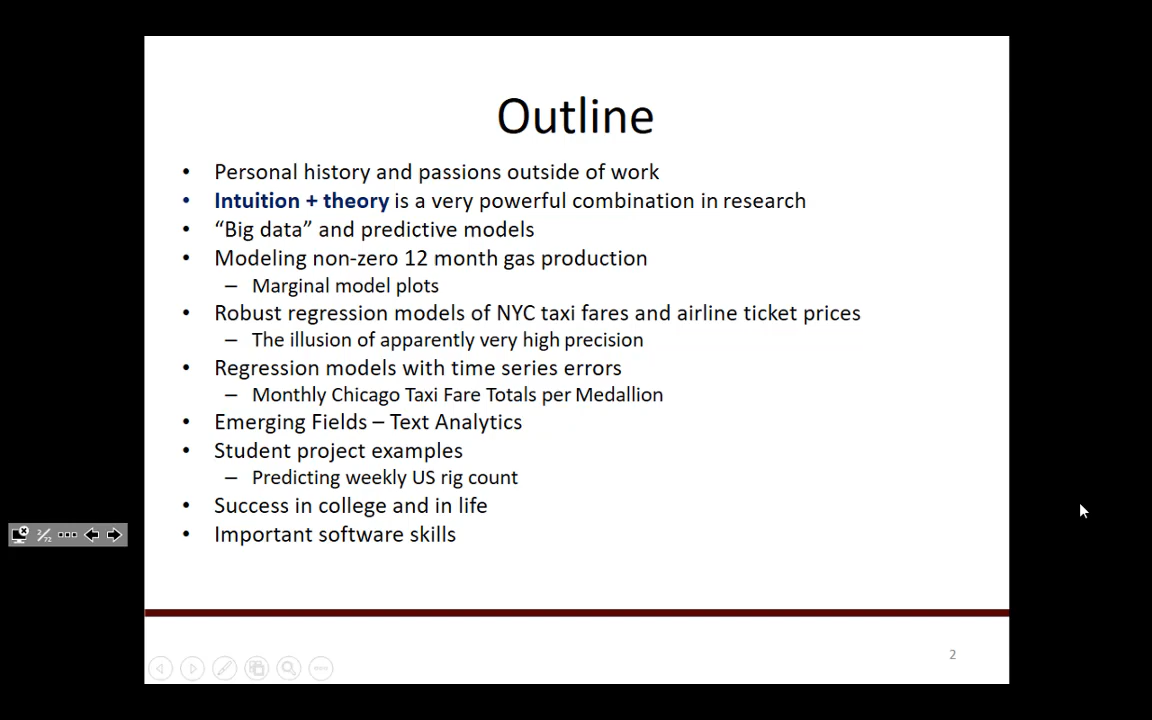 Outline
• Personal history and passions outside of work
• Intuition + theory is a very powerful combination in research
• “Big data” and predictive models
• Modeling non-zero 12 month gas production
– Marginal model plots
• Robust regression models of NYC taxi fares and airline ticket prices
– The illusion of apparently very high precision
• Regression models with time series errors
– Monthly Chicago Taxi Fare Totals per Medallion
• Emerging Fields – Text Analytics
• Student project examples
– Predicting weekly US rig count
• Success in college and in life
• Important software skills
2/72
2